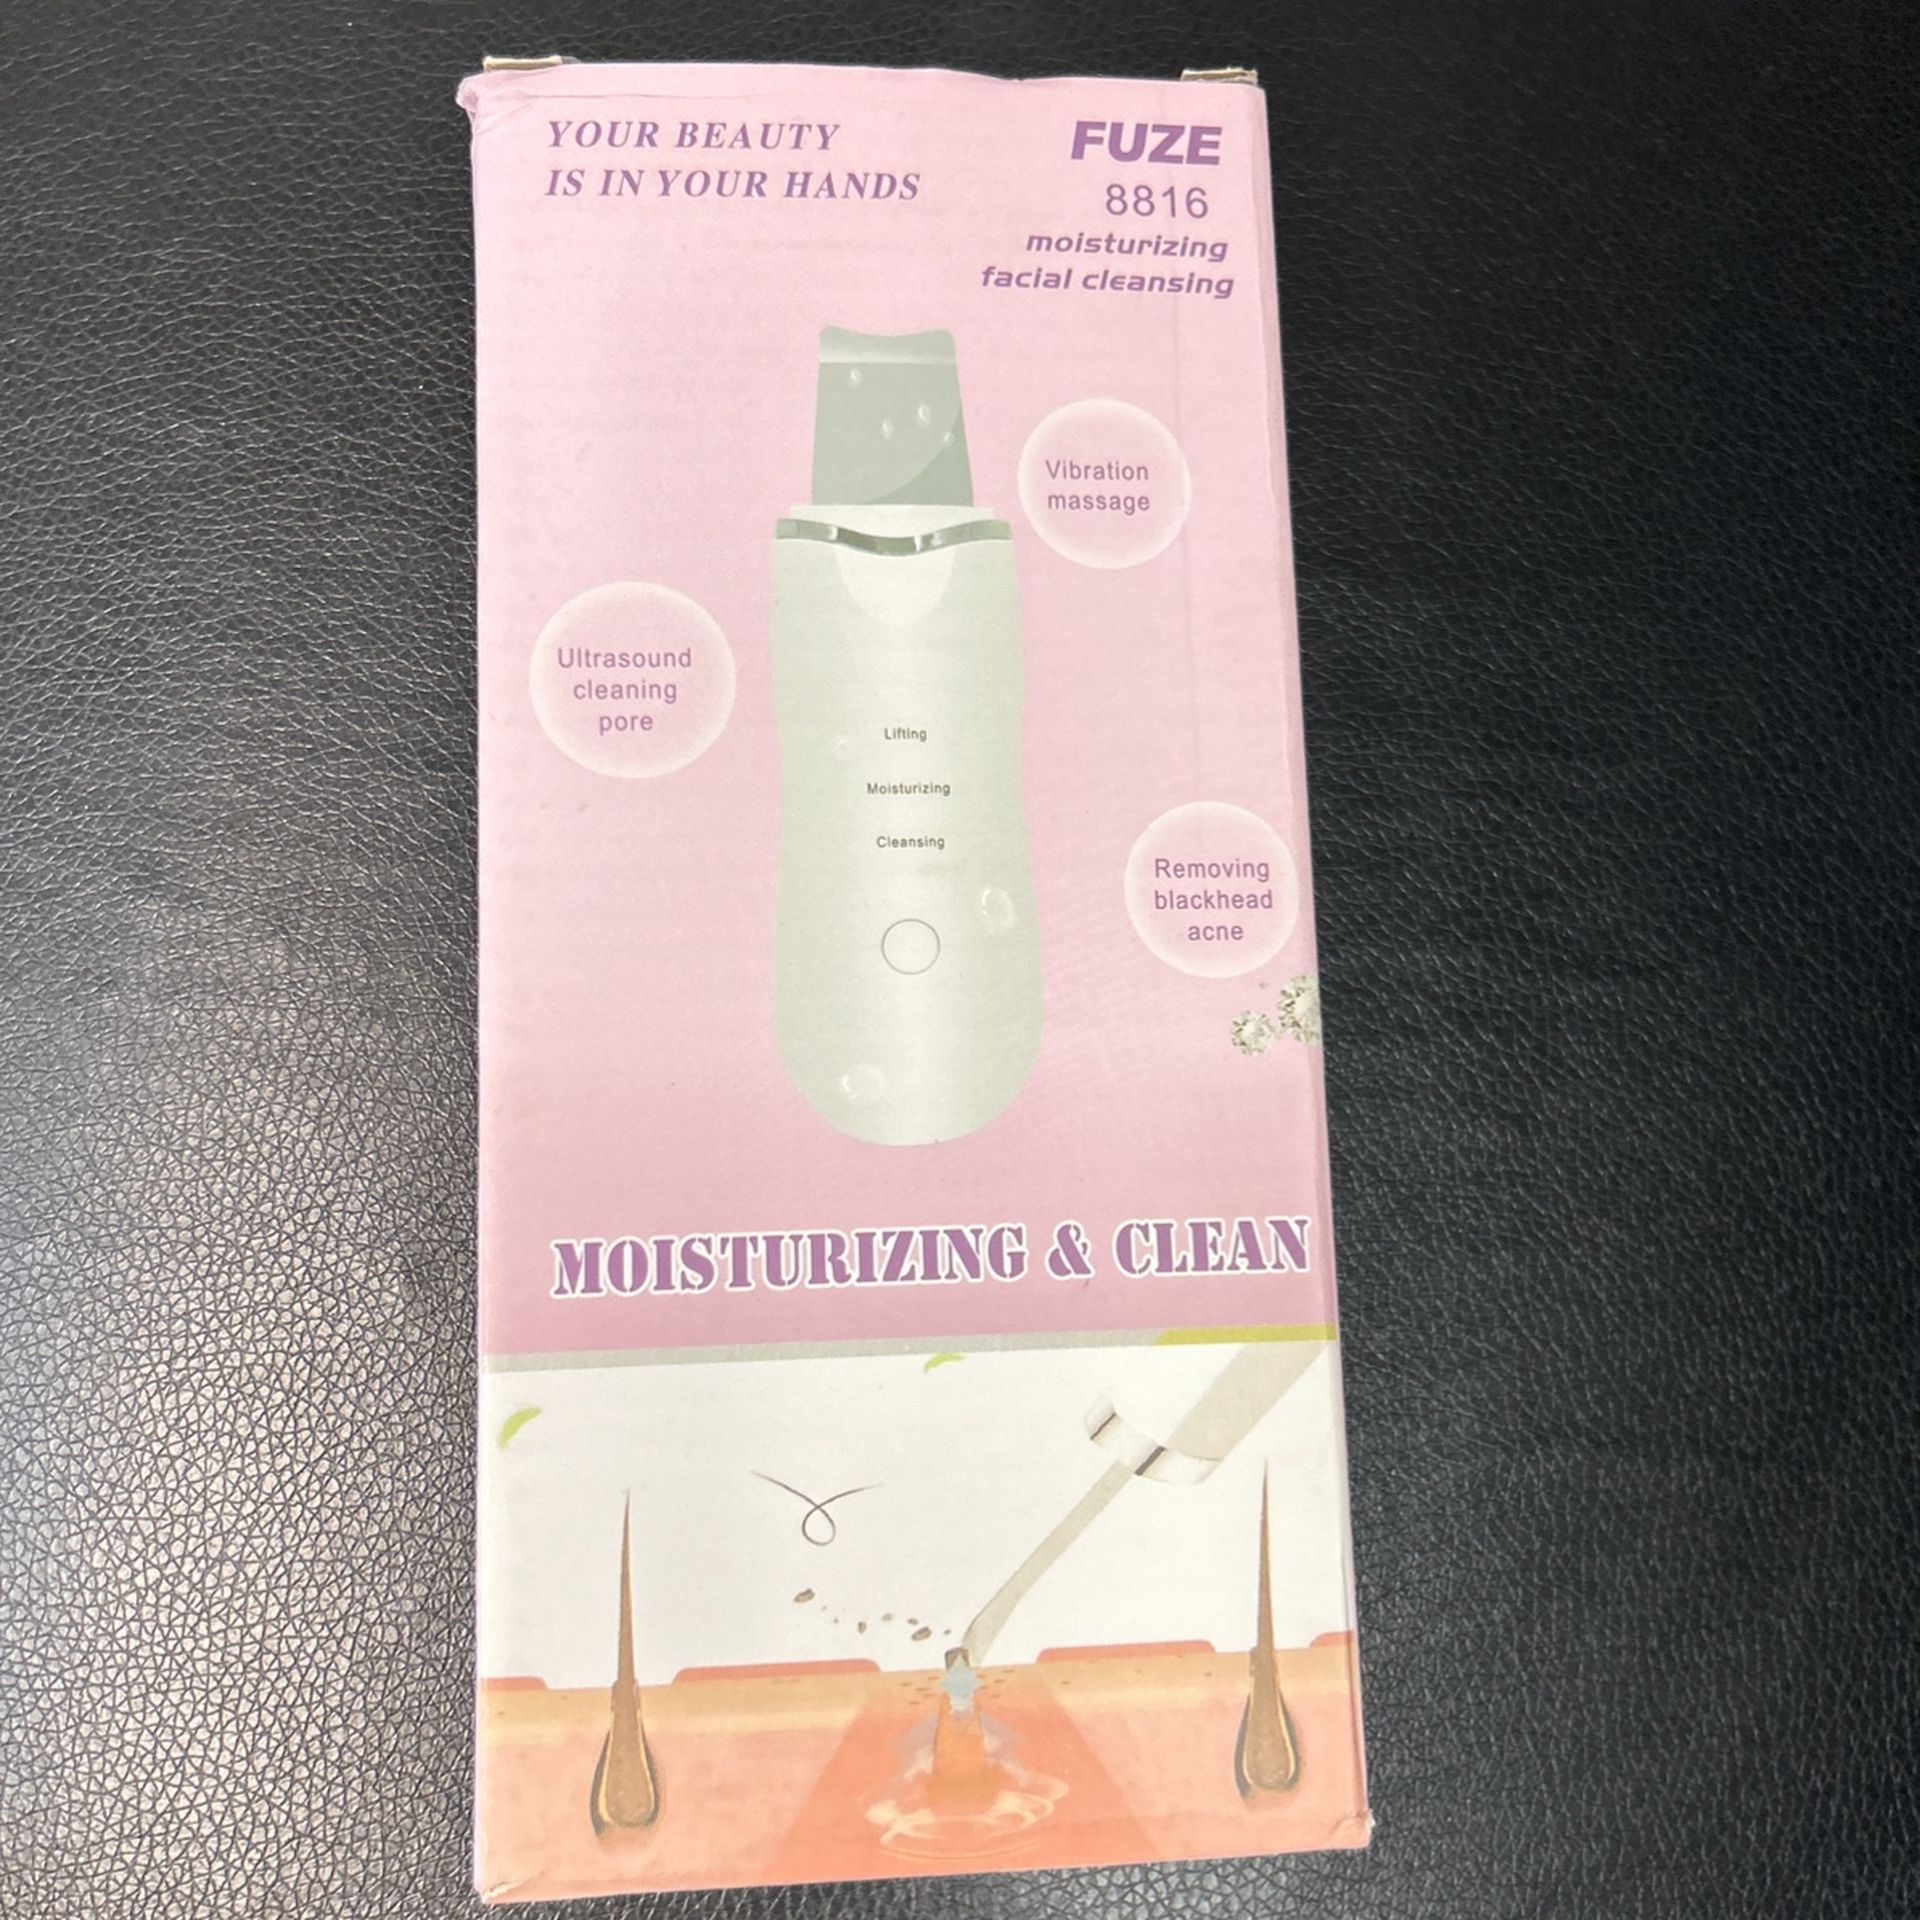 YOUR BEAUTY
IS IN YOUR HANDS
FUZE
8816
moisturizing
facial cleansing
Vibration
massage
Ultrasound
cleaning
pore
Lifting
Moisturizing
Cleansing
Removing
blackhead
acne
MOISTURIZING & CLEAN